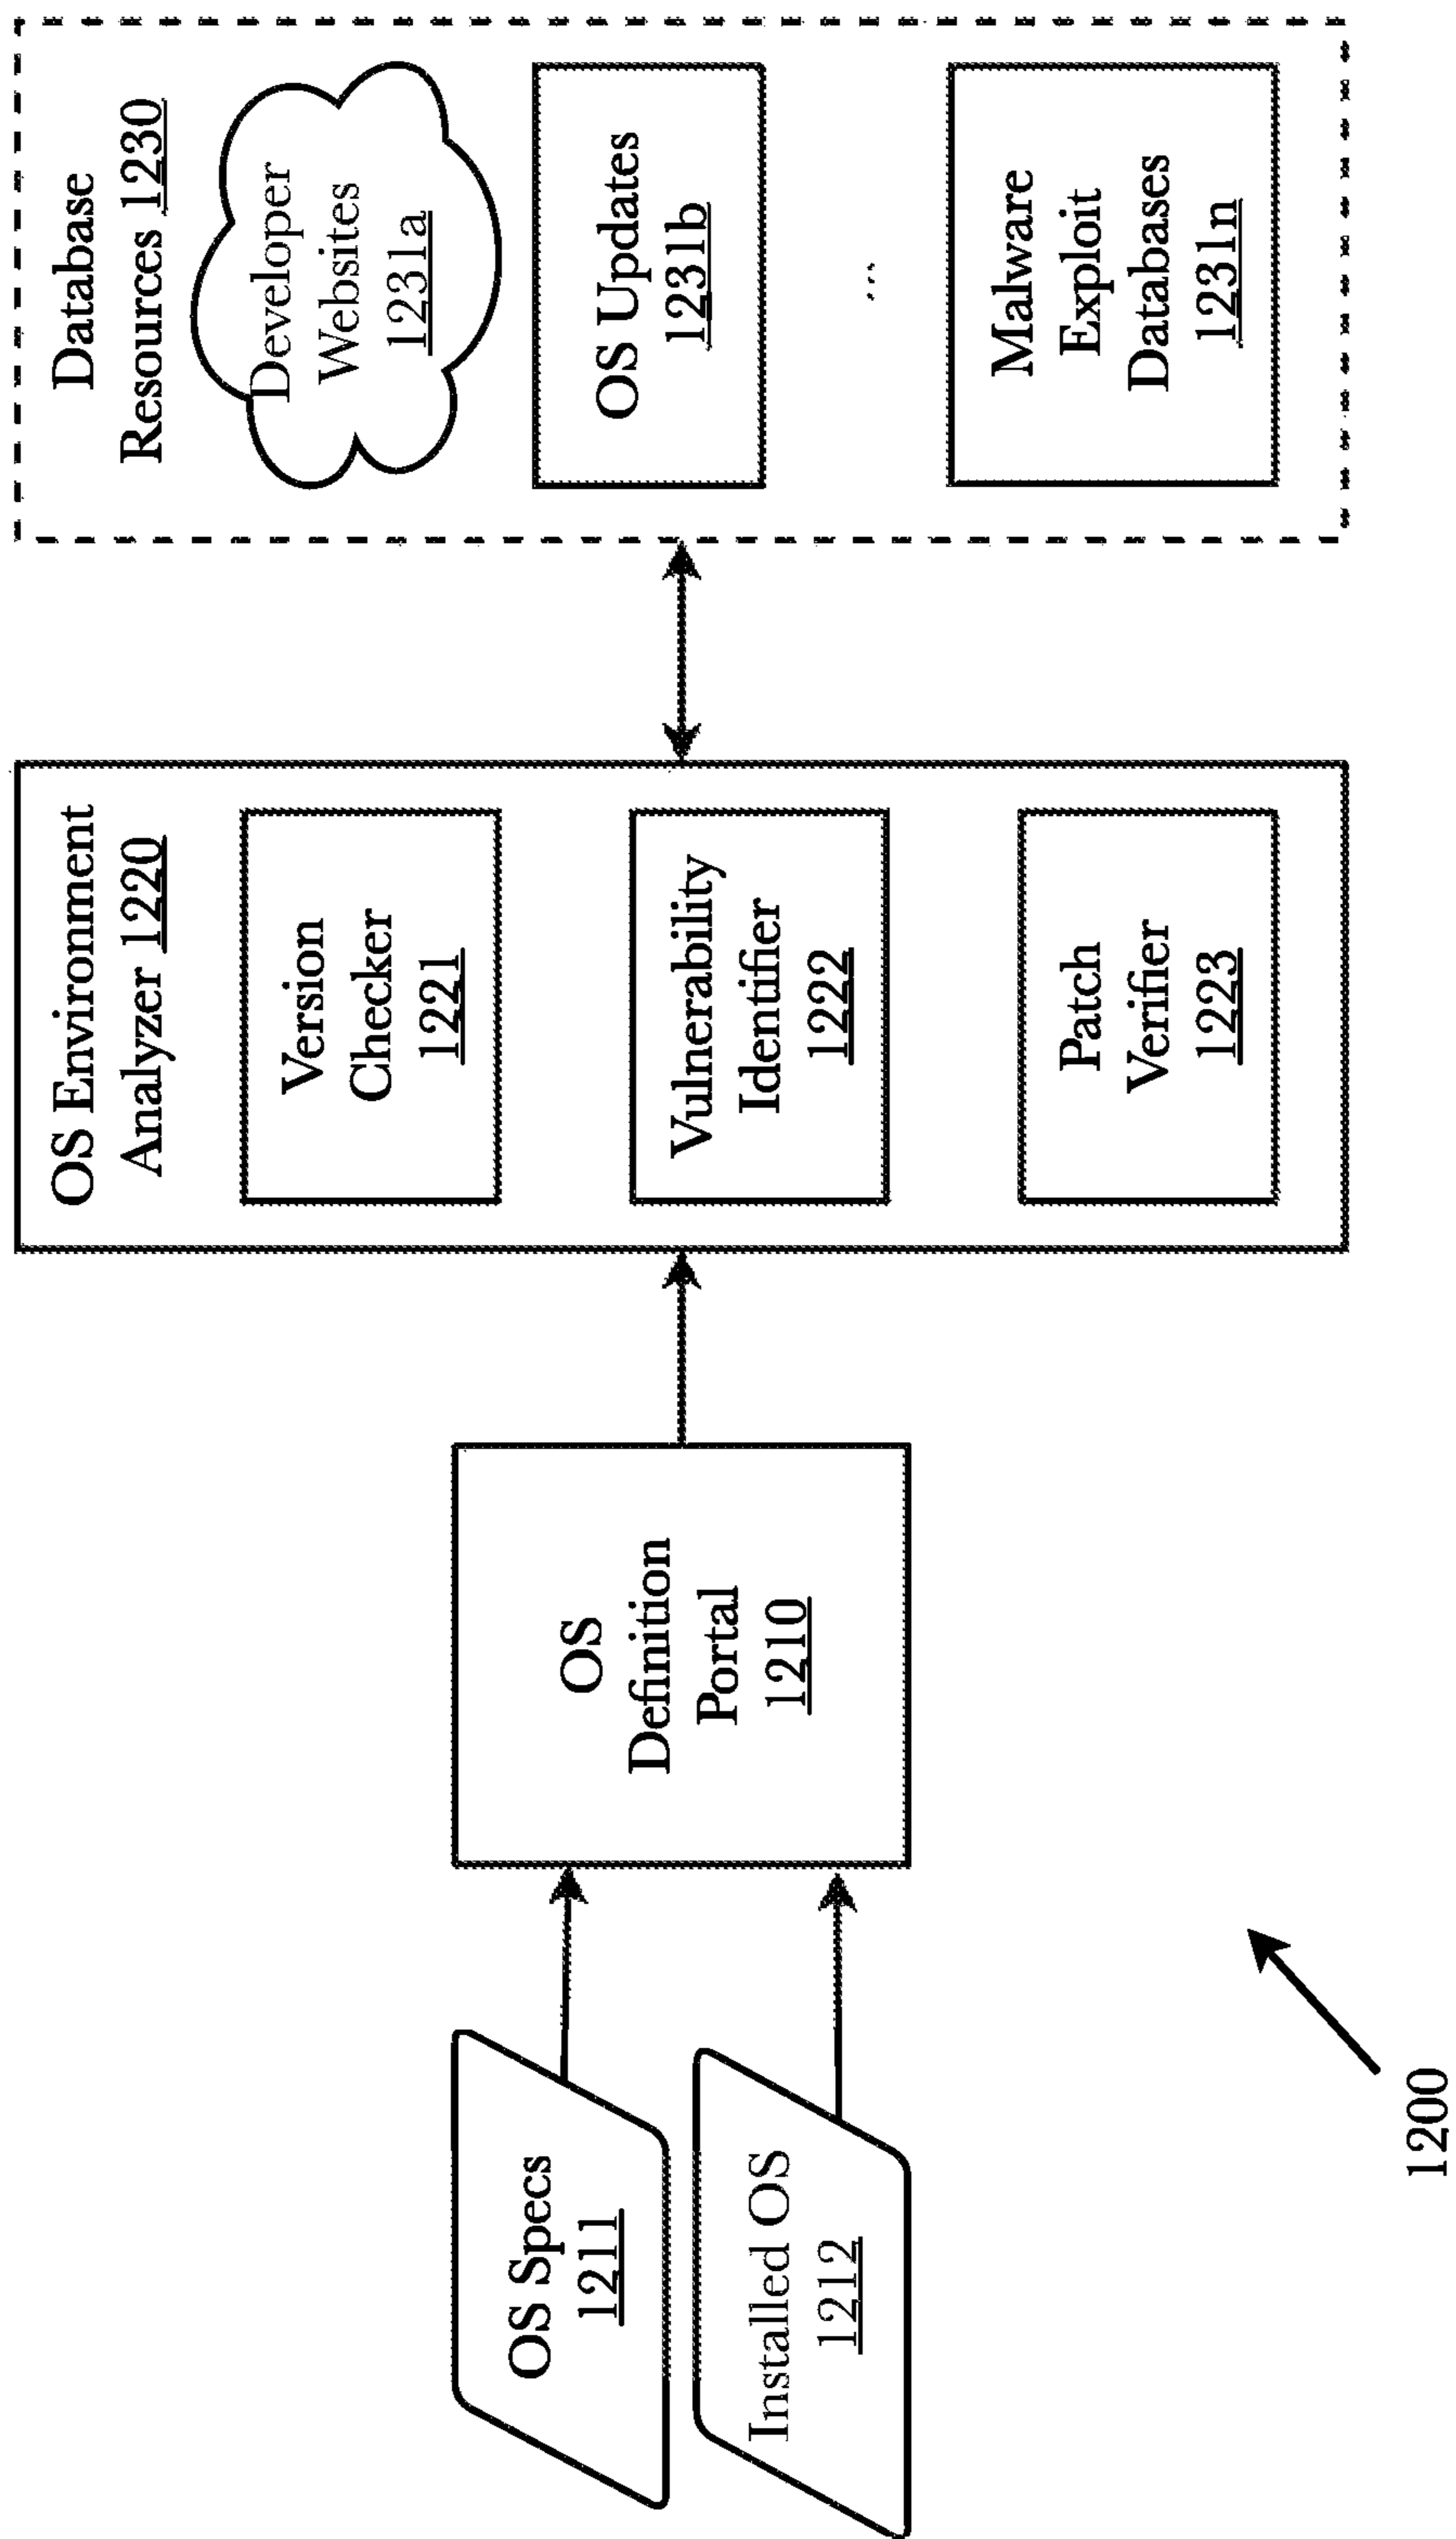 OS Specs
1211
Installed OS
1212
OS
Definition
Portal
1210
OS Environment
Analyzer 1220
Version
Checker
1221
Vulnerability
Identifier
1222
Patch
Verifier
1223
Database
Resources 1230
Developer
Websites
1231a
OS Updates
1231b
...
Malware
Exploit
Databases
1231n
1200